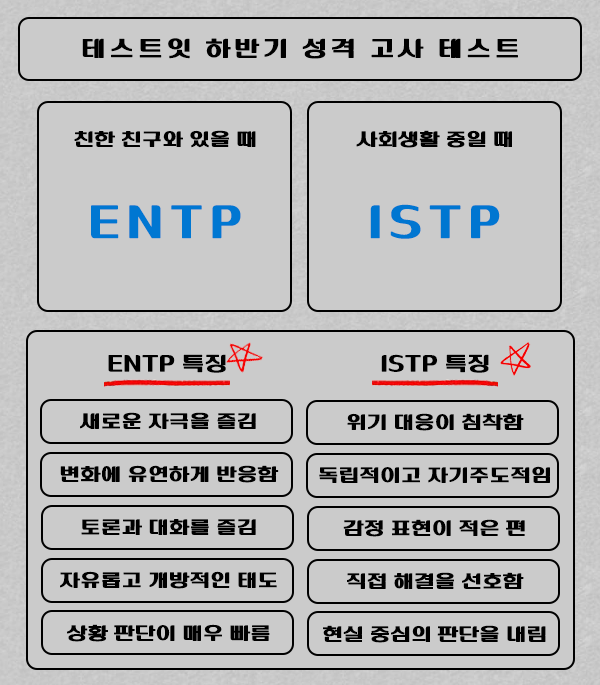 테스트잇 하반기 성격 고사 테스트
친한 친구와 있을 때
ENTP
사회생활 중일 때
ISTP
ENTP 특징
새로운 자극을 즐김
변화에 유연하게 반응함
토론과 대화를 즐김
자유롭고 개방적인 태도
상황 판단이 매우 빠름
ISTP 특징
위기 대응이 침착함
독립적이고 자기주도적임
감정 표현이 적은 편
직접 해결을 선호함
현실 중심의 판단을 내림